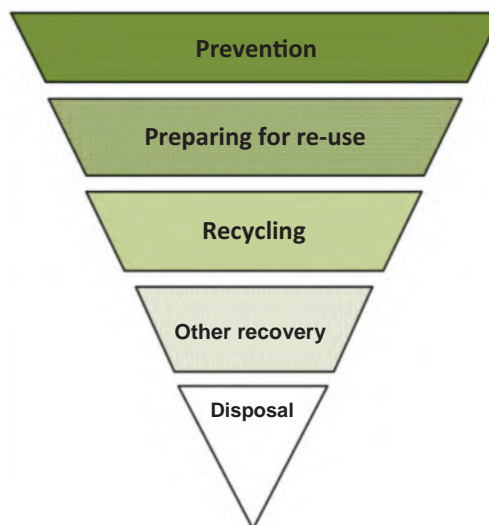 Prevention
Preparing for re-use
Recycling
Other recovery
Disposal